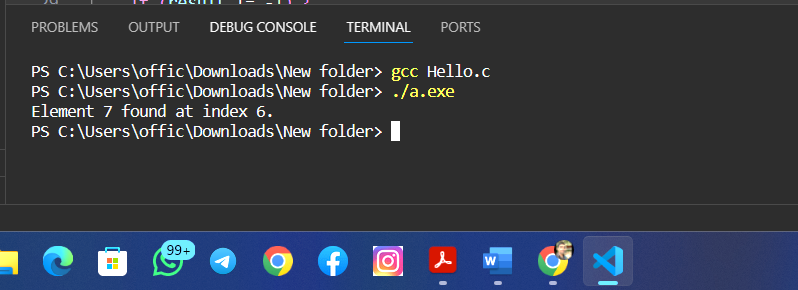 PROBLEMS OUTPUT DEBUG CONSOLE TERMINAL PORTS
PS C:\Users\offic\Downloads\New folder> gcc Hello.c
PS C:\Users\offic\Downloads\New folder> ./a.exe
Element 7 found at index 6.
PS C:\Users\offic\Downloads\New folder>
99+